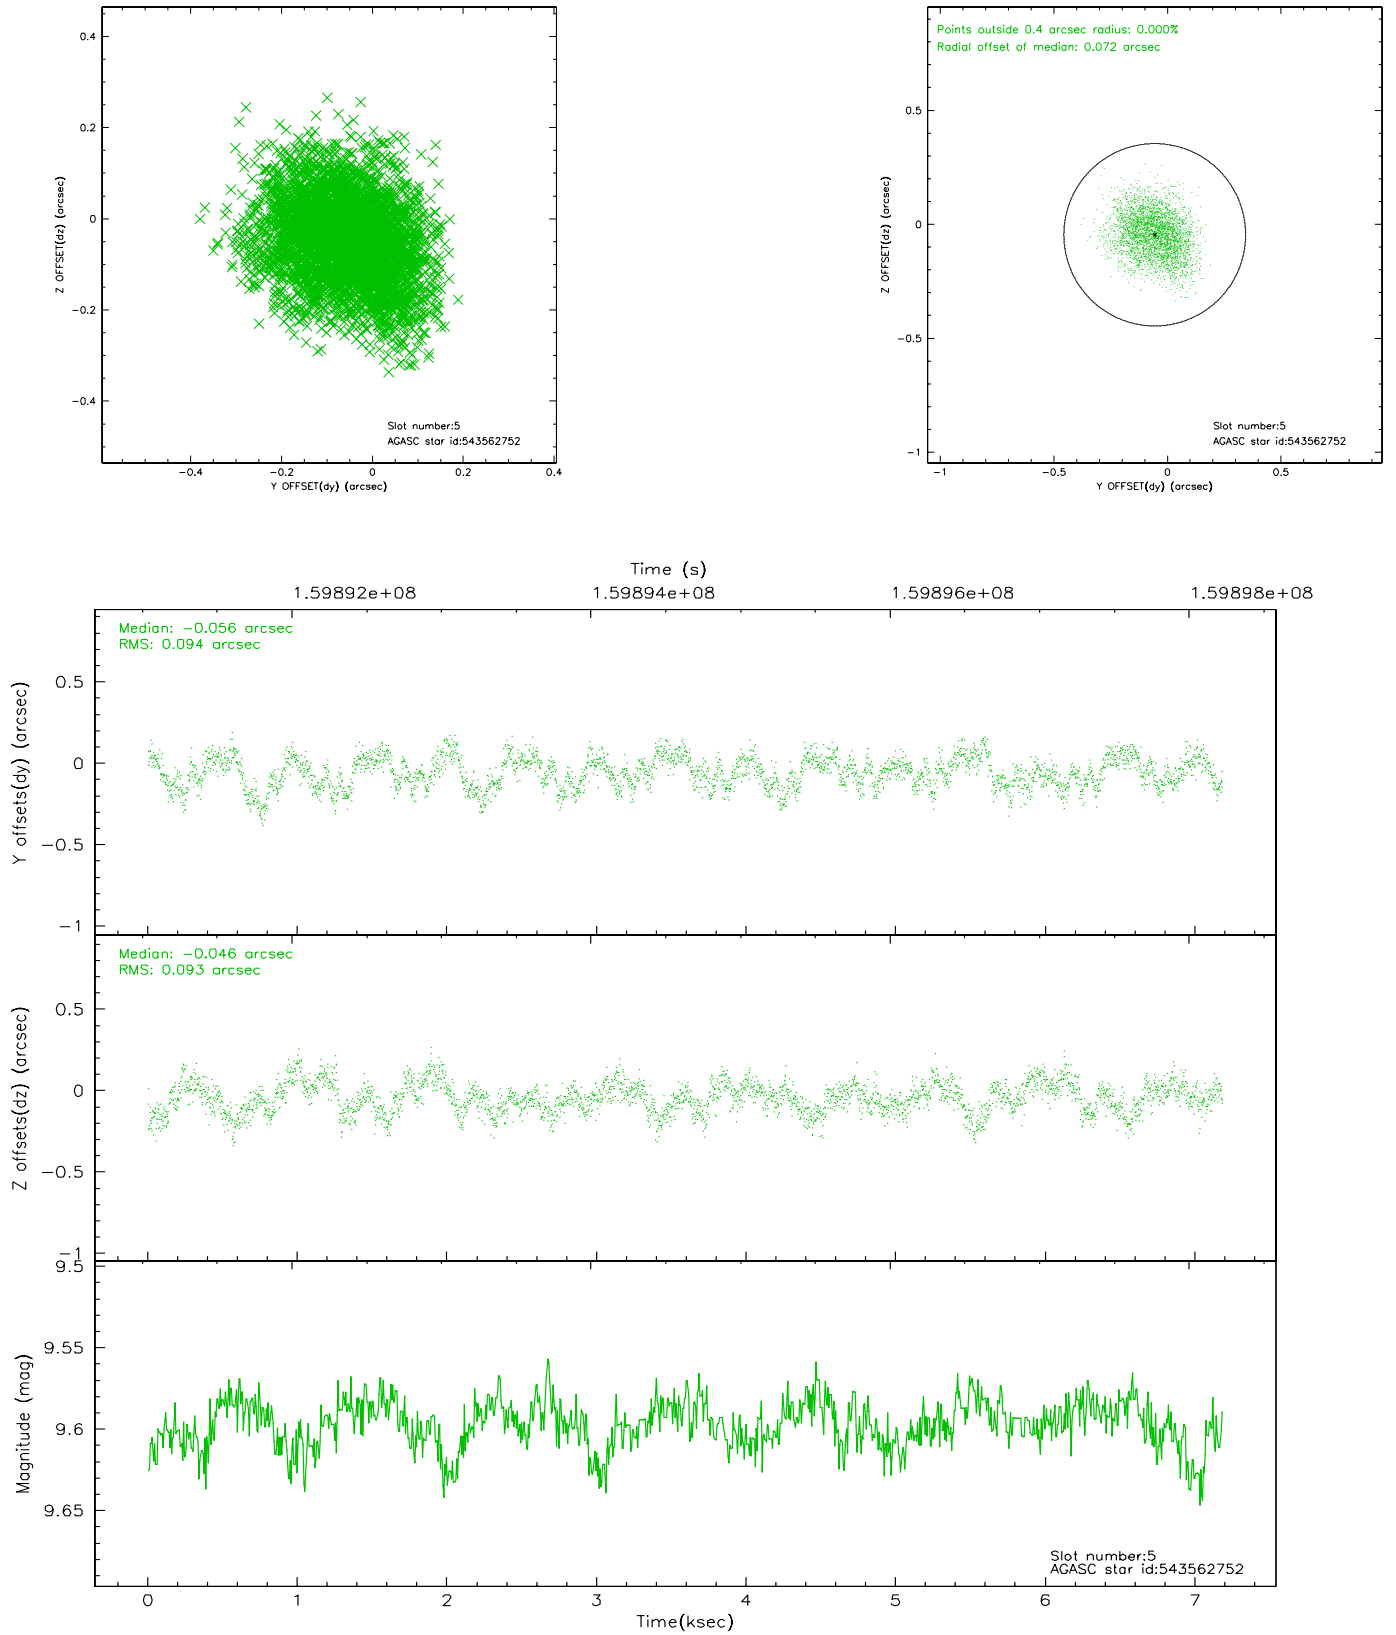 0.4
0.2
0
−0.2
−0.4
Z OFFSET(dz) (arcsec)
Slot number:5
AGASC star id:543562752
−0.4
−0.2
0
0.2
0.4
Y OFFSET(dy) (arcsec)
Points outside 0.4 arcsec radius: 0.000%
Radial offset of median: 0.072 arcsec
0.5
0
−0.5
−1
Z OFFSET(dz) (arcsec)
Slot number:5
AGASC star id:543562752
−1
−0.5
0
0.5
Y OFFSET(dy) (arcsec)
Time (s)
1.59892e+08
1.59894e+08
1.59896e+08
1.59898e+08
Median: −0.056 arcsec
RMS: 0.094 arcsec
0.5
0
−0.5
−1
Y offsets(dy) (arcsec)
Median: −0.046 arcsec
RMS: 0.093 arcsec
0.5
0
−0.5
−1
Z offsets(dz) (arcsec)
9.5
9.55
9.6
9.65
Magnitude (mag)
Slot number:5
AGASC star id:543562752
0
1
2
3
4
5
6
7
Time(ksec)